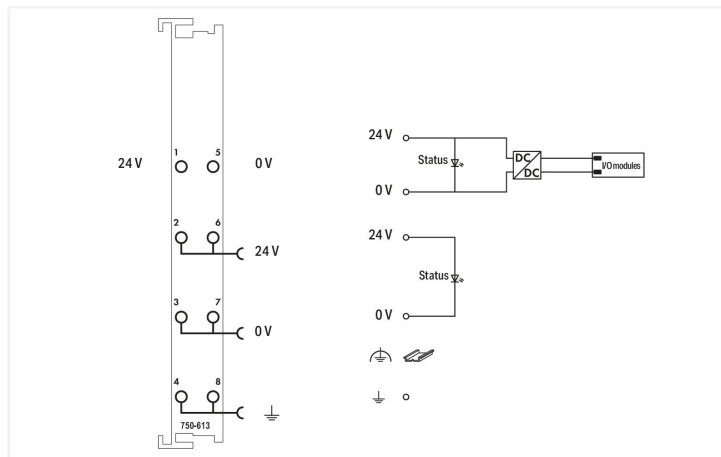 1 5
24 V 0 V
2 6
24 V
3 7
0 V
4 8
750-613
24 V
Status
0 V
DC
DC
I/O modules
24 V
Status
0 V